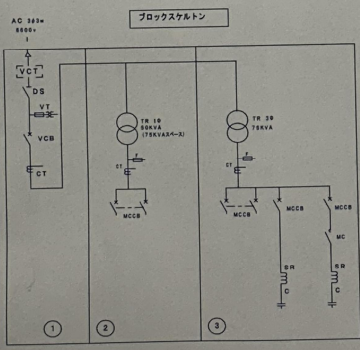 ブロックスケルトン
AC 3Φ3W
6600V
VCT
DS
VT
VCB
CT
TR 1Φ
50KVA
(75KVAスペース)
F
CT
MCCB
TR 3Φ
75KVA
F
CT
MCCB
MCCB
MCCB
MC
SR
C
SR
C
1
2
3